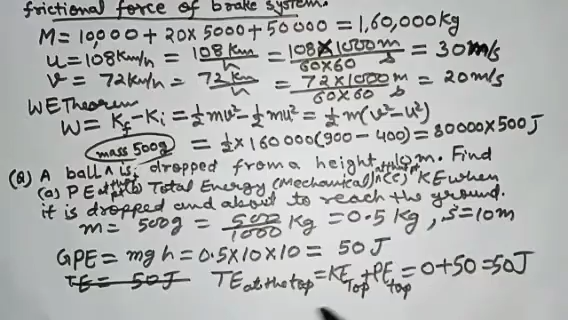 frictional force of brake system.
M = 10,000 + 20 × 5000 + 50000 = 1,60,000 kg
u = 108 km/h = 108 km/h = 108 × 1000 m / 60 × 60 s = 30 m/s
v = 72 km/h = 72 km/h = 72 × 1000 m / 60 × 60 s = 20 m/s
WE Theorem
W = Kf - Ki = ½mv² - ½mu² = ½m(v² - u²)
mass 500g = ½ × 160000 (900 - 400) = 80000 × 500 J
(Q) A ball ^ is dropped from a height 10m. Find
(a) PE at the top (b) Total Energy (Mechanical) (c) KE when
it is dropped and about to reach the ground.
m = 500g = 500/1000 kg = 0.5 kg, s = 10m
GPE = mgh = 0.5 × 10 × 10 = 50 J
TE = 50J TE at the top = KE Top + PE top = 0 + 50 = 50J